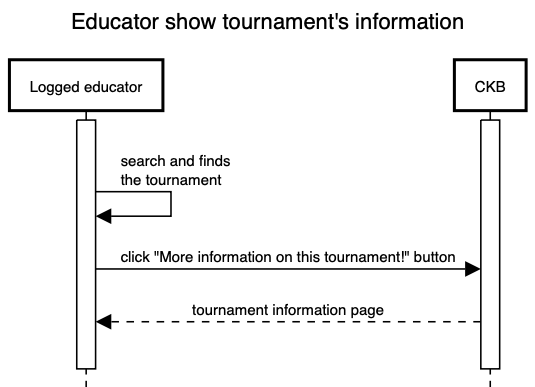 Educator show tournament's information
Logged educator
CKB
search and finds
the tournament
click "More information on this tournament!" button
tournament information page